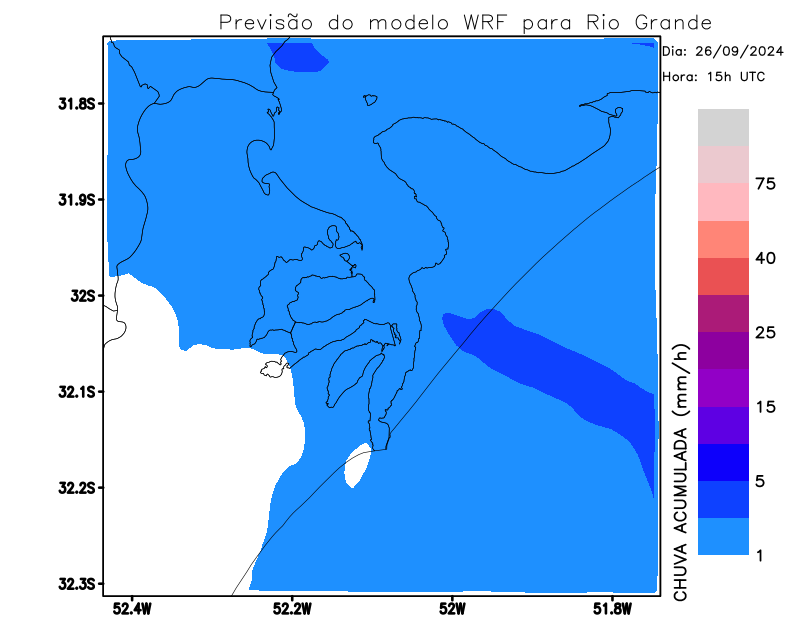 Previsão do modelo WRF para Rio Grande
Dia: 26/09/2024
Hora: 15h UTC
31.8S
31.9S
32S
32.1S
32.2S
32.3S
52.4W
52.2W
52W
51.8W
75
40
25
15
5
1
CHUVA ACUMULADA (mm/h)